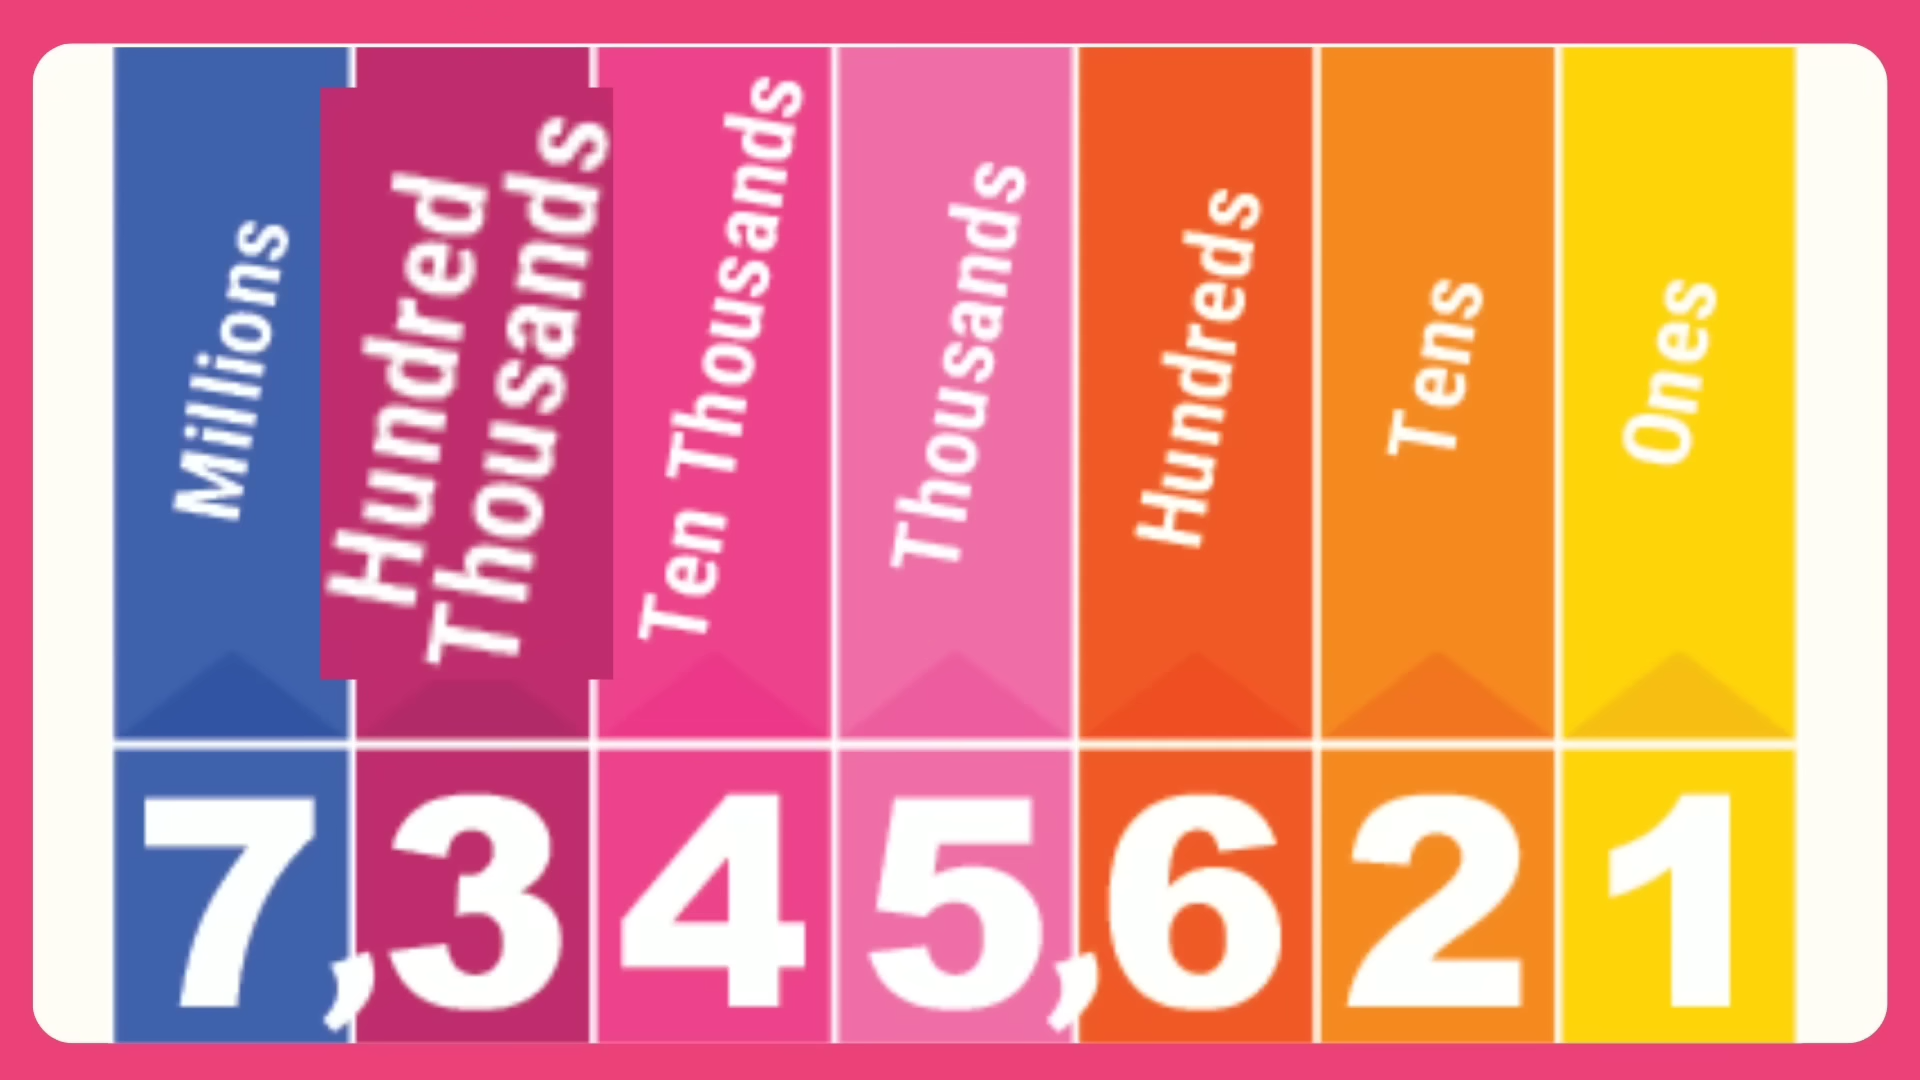 Millions
Hundred
Thousands
Ten Thousands
Thousands
Hundreds
Tens
Ones
7,345,621